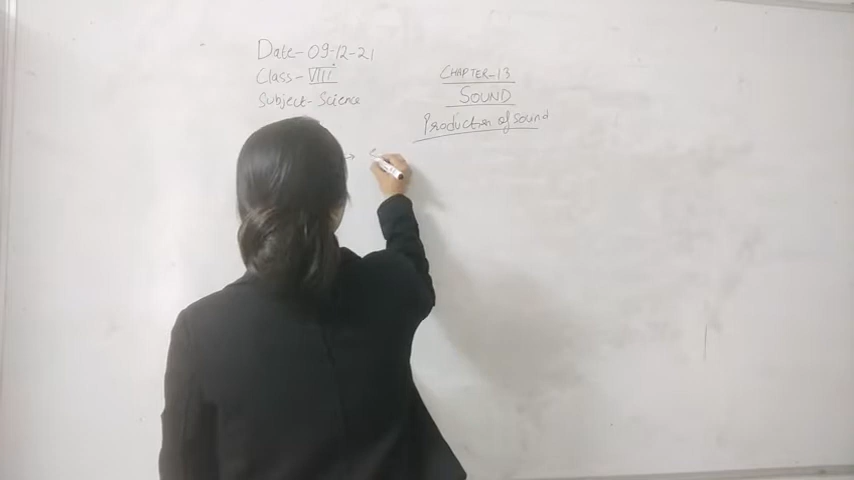 Date- 09-12-21
Class- VIII
Subject- Science
CHAPTER-13
SOUND
Production of sound
→